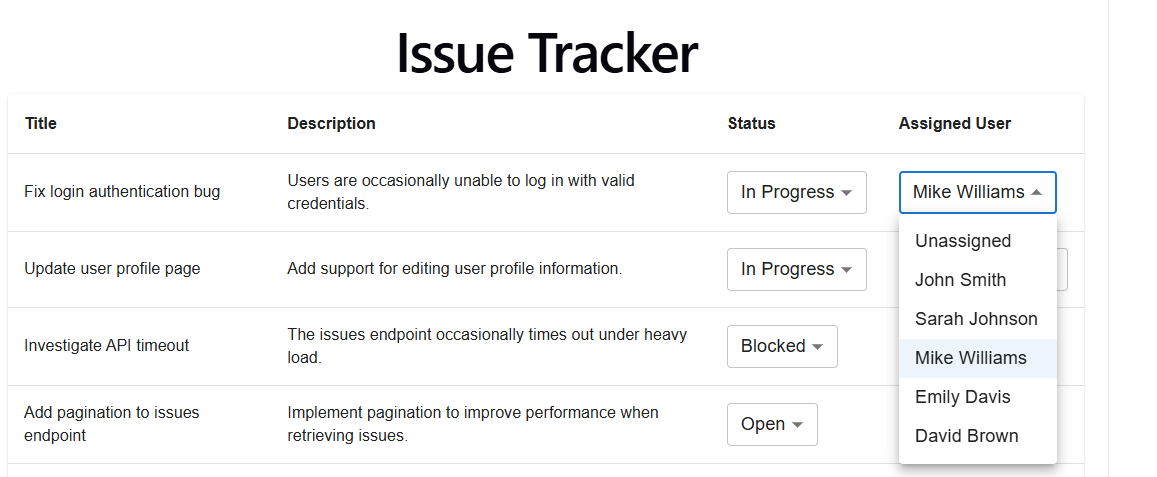 Issue Tracker
Title Description Status Assigned User
Fix login authentication bug
Users are occasionally unable to log in with valid
credentials.
In Progress
Mike Williams
Unassigned
John Smith
Sarah Johnson
Mike Williams
Emily Davis
David Brown
Update user profile page
Add support for editing user profile information.
In Progress
Investigate API timeout
The issues endpoint occasionally times out under heavy
load.
Blocked
Add pagination to issues
endpoint
Implement pagination to improve performance when
retrieving issues.
Open